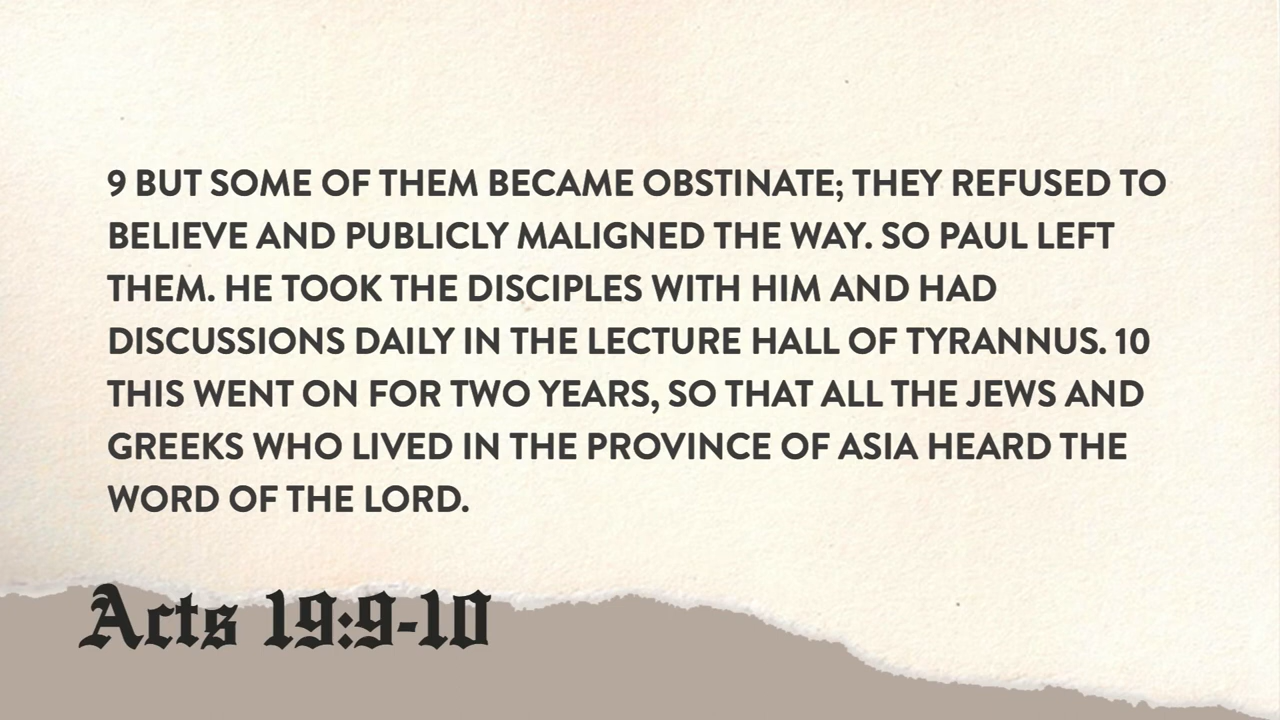 9 BUT SOME OF THEM BECAME OBSTINATE; THEY REFUSED TO
BELIEVE AND PUBLICLY MALIGNED THE WAY. SO PAUL LEFT
THEM. HE TOOK THE DISCIPLES WITH HIM AND HAD
DISCUSSIONS DAILY IN THE LECTURE HALL OF TYRANNUS. 10
THIS WENT ON FOR TWO YEARS, SO THAT ALL THE JEWS AND
GREEKS WHO LIVED IN THE PROVINCE OF ASIA HEARD THE
WORD OF THE LORD.
Acts 19:9-10